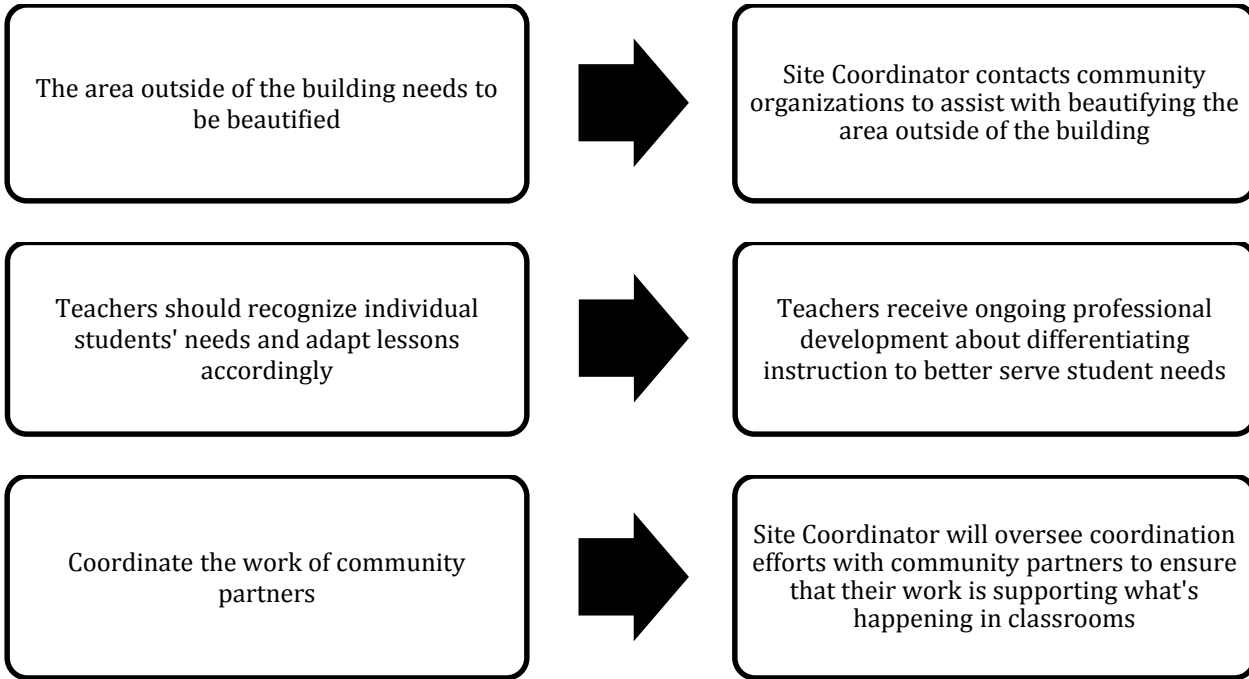 The area outside of the building needs to
be beautified
Site Coordinator contacts community
organizations to assist with beautifying the
area outside of the building
Teachers should recognize individual
students' needs and adapt lessons
accordingly
Teachers receive ongoing professional
development about differentiating
instruction to better serve student needs
Coordinate the work of community
partners
Site Coordinator will oversee coordination
efforts with community partners to ensure
that their work is supporting what's
happening in classrooms